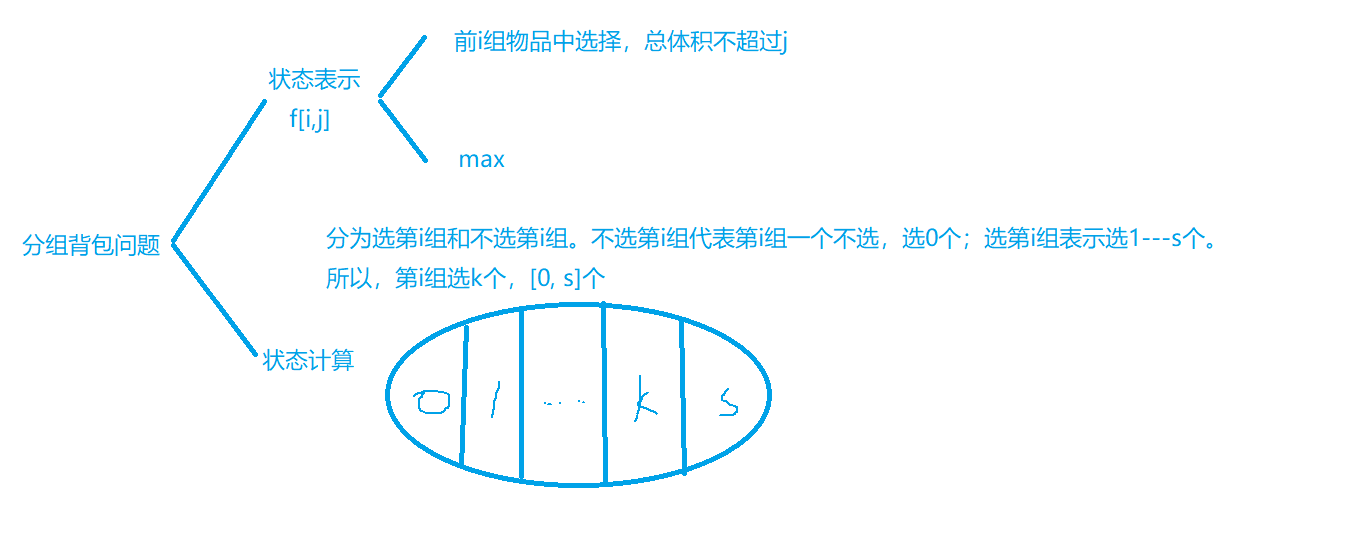 前i组物品中选择，总体积不超过j
状态表示
f[i,j]
max
分组背包问题
分为选第i组和不选第i组。不选第i组代表第i组一个不选，选0个；选第i组表示选1---s个。
所以，第i组选k个，[0, s]个
状态计算
0 1 ... k s